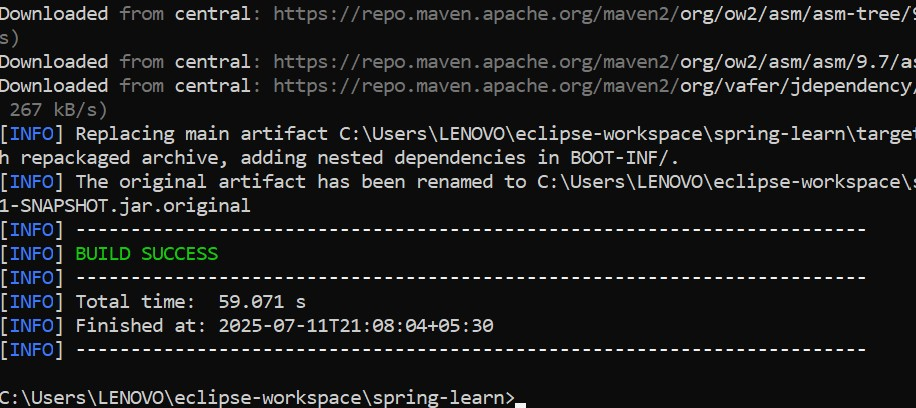 Downloaded from central: https://repo.maven.apache.org/maven2/org/ow2/asm/asm-tree/9
s)
Downloaded from central: https://repo.maven.apache.org/maven2/org/ow2/asm/asm/9.7/as
Downloaded from central: https://repo.maven.apache.org/maven2/org/vafer/jdependency/
 267 kB/s)
[INFO] Replacing main artifact C:\Users\LENOVO\eclipse-workspace\spring-learn\target
h repackaged archive, adding nested dependencies in BOOT-INF/.
[INFO] The original artifact has been renamed to C:\Users\LENOVO\eclipse-workspace\s
1-SNAPSHOT.jar.original
[INFO] ------------------------------------------------------------------------
[INFO] BUILD SUCCESS
[INFO] ------------------------------------------------------------------------
[INFO] Total time:  59.071 s
[INFO] Finished at: 2025-07-11T21:08:04+05:30
[INFO] ------------------------------------------------------------------------
C:\Users\LENOVO\eclipse-workspace\spring-learn>